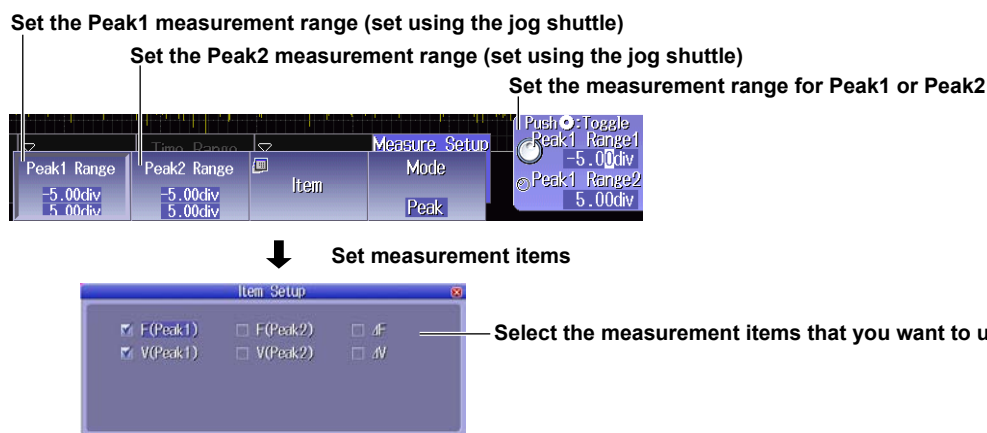 Set the Peak1 measurement range (set using the jog shuttle)
Set the Peak2 measurement range (set using the jog shuttle)
Set the measurement range for Peak1 or Peak2
Push :Toggle
Time Range
Measure Setup
Peak1 Range1
-5.00div
Peak1 Range
Peak2 Range
Item
Mode
Peak1 Range2
5.00div
-5.00div
-5.00div
Peak
5.00div
5.00div
Set measurement items
Item Setup
F(Peak1)
F(Peak2)
ΔF
Select the measurement items that you want to u
V(Peak1)
V(Peak2)
ΔV